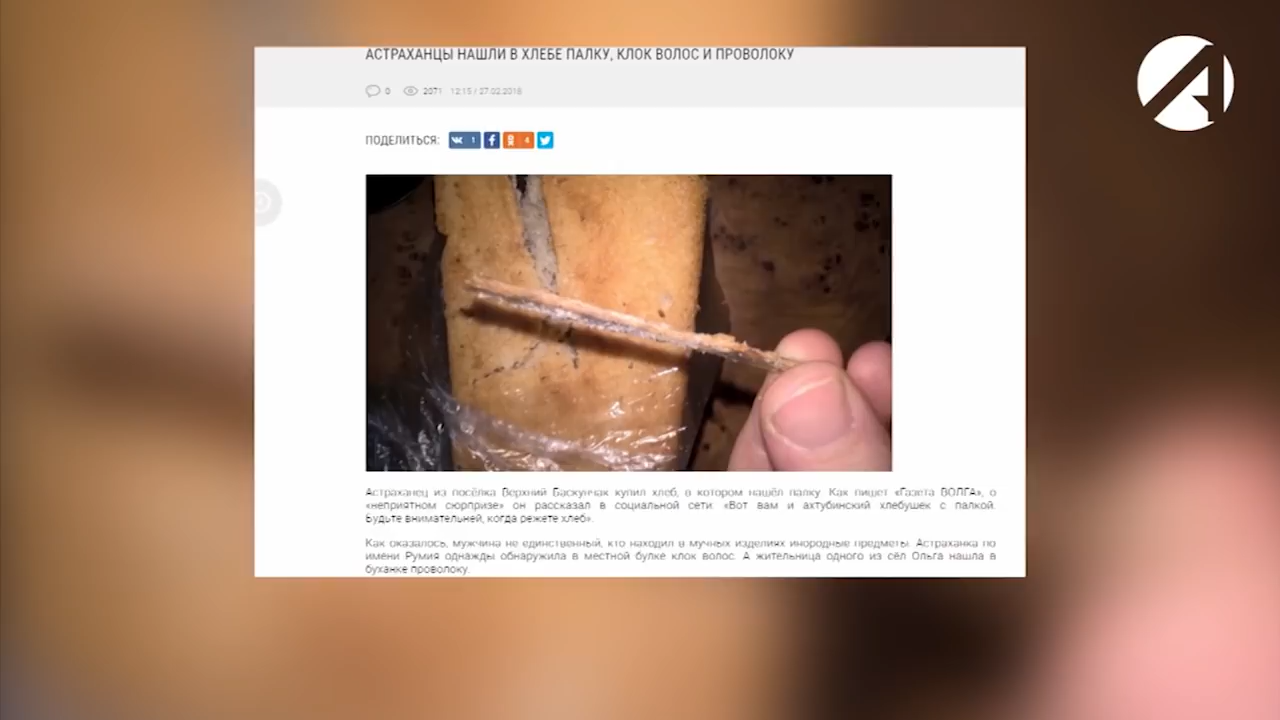 АСТРАХАНЦЫ НАШЛИ В ХЛЕБЕ ПАЛКУ, КЛОК ВОЛОС И ПРОВОЛОКУ
0 2071 12:15 / 27.02.2018
ПОДЕЛИТЬСЯ: 1 4
Астраханец из посёлка Верхний Баскунчак купил хлеб, в котором нашёл палку. Как пишет «Газета ВОЛГА», о
«неприятном сюрпризе» он рассказал в социальной сети: «Вот вам и ахтубинский хлебушек с палкой.
Будьте внимательней, когда режете хлеб».
Как оказалось, мужчина не единственный, кто находил в мучных изделиях инородные предметы. Астраханка по
имени Румия однажды обнаружила в местной булке клок волос. А жительница одного из сёл Ольга нашла в
буханке проволоку.